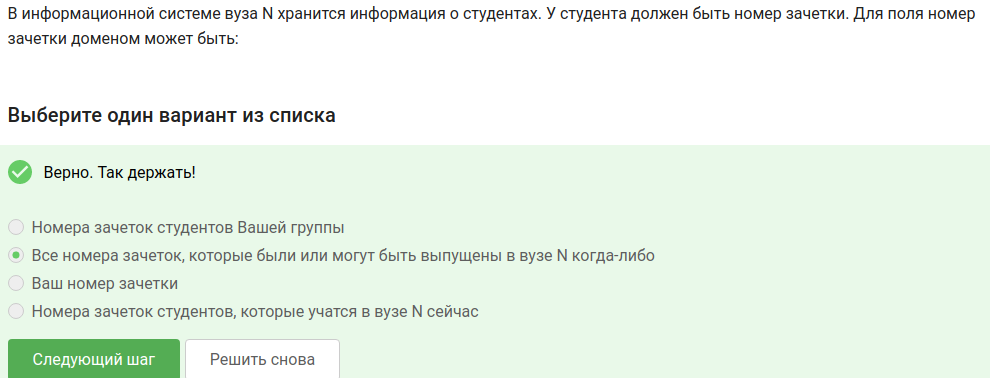 В информационной системе вуза N хранится информация о студентах. У студента должен быть номер зачетки. Для поля номер
зачетки доменом может быть:
Выберите один вариант из списка
Верно. Так держать!
Номера зачеток студентов Вашей группы
Все номера зачеток, которые были или могут быть выпущены в вузе N когда-либо
Ваш номер зачетки
Номера зачеток студентов, которые учатся в вузе N сейчас
Следующий шаг
Решить снова